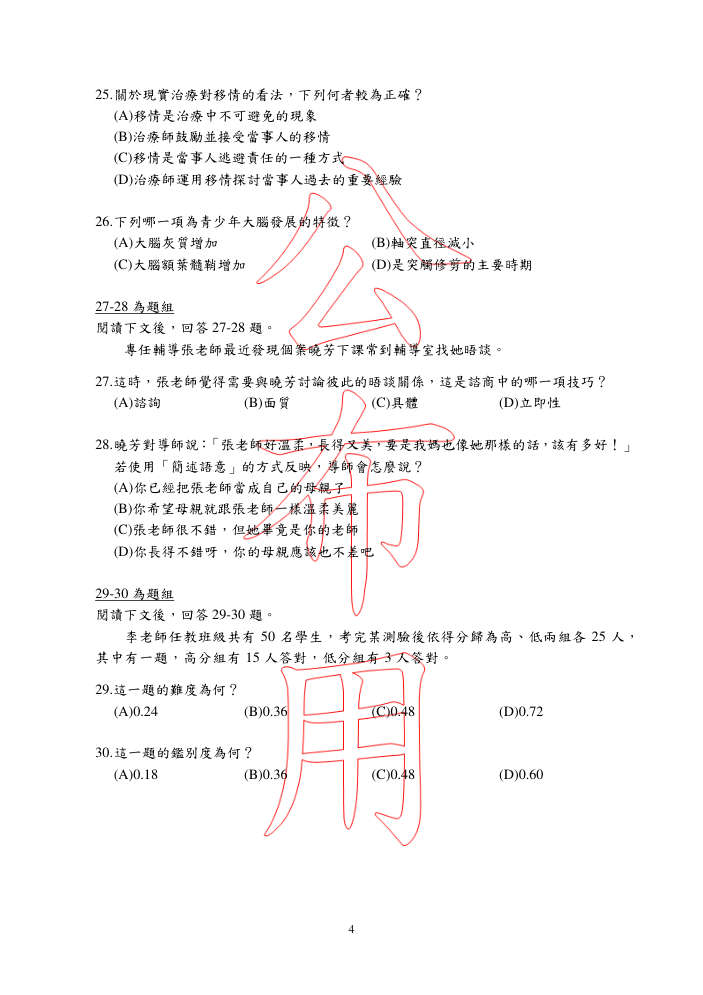 25.關於現實治療對移情的看法，下列何者較為正確？
(A)移情是治療中不可避免的現象
(B)治療師鼓勵並接受當事人的移情
(C)移情是當事人逃避責任的一種方式
(D)治療師運用移情探討當事人過去的重要經驗
26.下列哪一項為青少年大腦發展的特徵？
(A)大腦灰質增加 (B)軸突直徑減小
(C)大腦額葉髓鞘增加 (D)是突觸修剪的主要時期
27-28 為題組
閱讀下文後，回答 27-28 題。
專任輔導張老師最近發現個案曉芳下課常到輔導室找她晤談。
27.這時，張老師覺得需要與曉芳討論彼此的晤談關係，這是諮商中的哪一項技巧？
(A)諮詢 (B)面質 (C)具體 (D)立即性
28.曉芳對導師說：「張老師好溫柔，長得又美，要是我媽也像她那樣的話，該有多好！」
若使用「簡述語意」的方式反映，導師會怎麼說？
(A)你已經把張老師當成自己的母親了
(B)你希望母親就跟張老師一樣溫柔美麗
(C)張老師很不錯，但她畢竟是你的老師
(D)你長得不錯呀，你的母親應該也不差吧
29-30 為題組
閱讀下文後，回答 29-30 題。
李老師任教班級共有 50 名學生，考完某測驗後依得分歸為高、低兩組各 25 人，
其中有一題，高分組有 15 人答對，低分組有 3 人答對。
29.這一題的難度為何？
(A)0.24 (B)0.36 (C)0.48 (D)0.72
30.這一題的鑑別度為何？
(A)0.18 (B)0.36 (C)0.48 (D)0.60
公布用
4